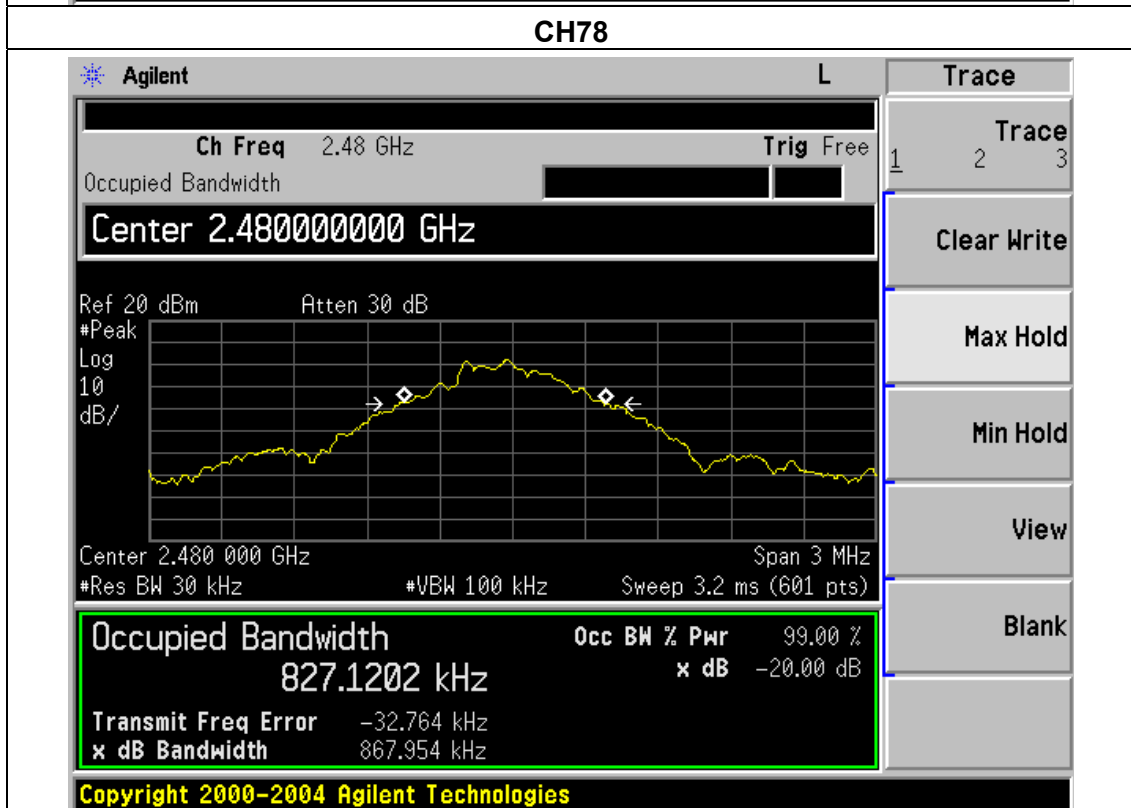 CH78
Agilent L Trace
Ch Freq 2.48 GHz Trig Free
Occupied Bandwidth
Center 2.480000000 GHz
Ref 20 dBm Atten 30 dB
#Peak
Log
10
dB/
Center 2.480 000 GHz Span 3 MHz
#Res BW 30 kHz #VBW 100 kHz Sweep 3.2 ms (601 pts)
Occupied Bandwidth Occ BW % Pwr 99.00 %
827.1202 kHz x dB -20.00 dB
Transmit Freq Error -32.764 kHz
x dB Bandwidth 867.954 kHz
Copyright 2000-2004 Agilent Technologies
Trace
1 2 3
Clear Write
Max Hold
Min Hold
View
Blank